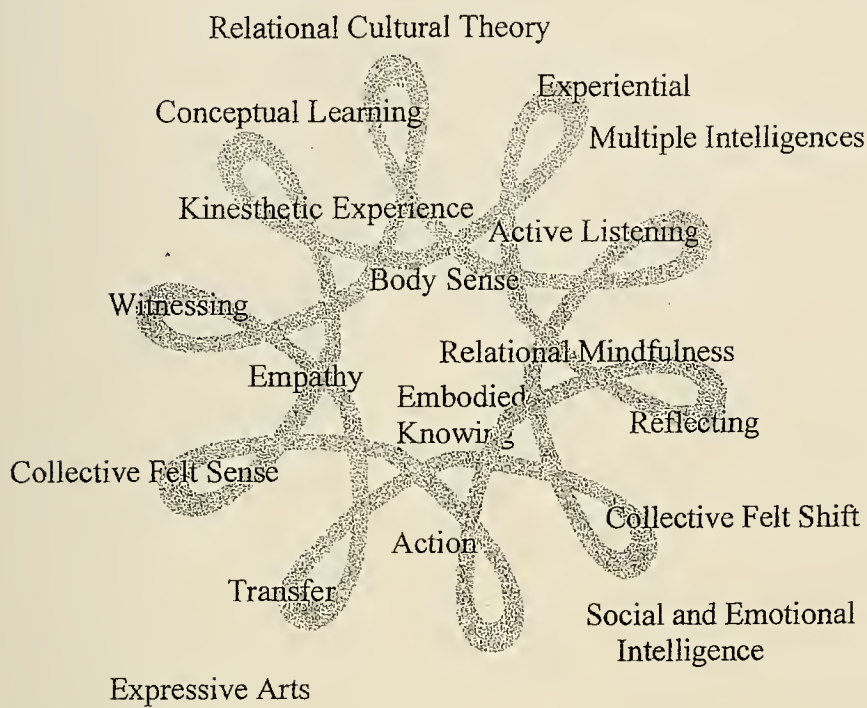 Relational Cultural Theory
Experiential
Conceptual Learning
Multiple Intelligences
Kinesthetic Experience
Active Listening
Body Sense
Witnessing
Relational Mindfulness
Empathy
Embodied
Knowing
Reflecting
Collective Felt Sense
Collective Felt Shift
Action
Transfer
Social and Emotional
Intelligence
Expressive Arts